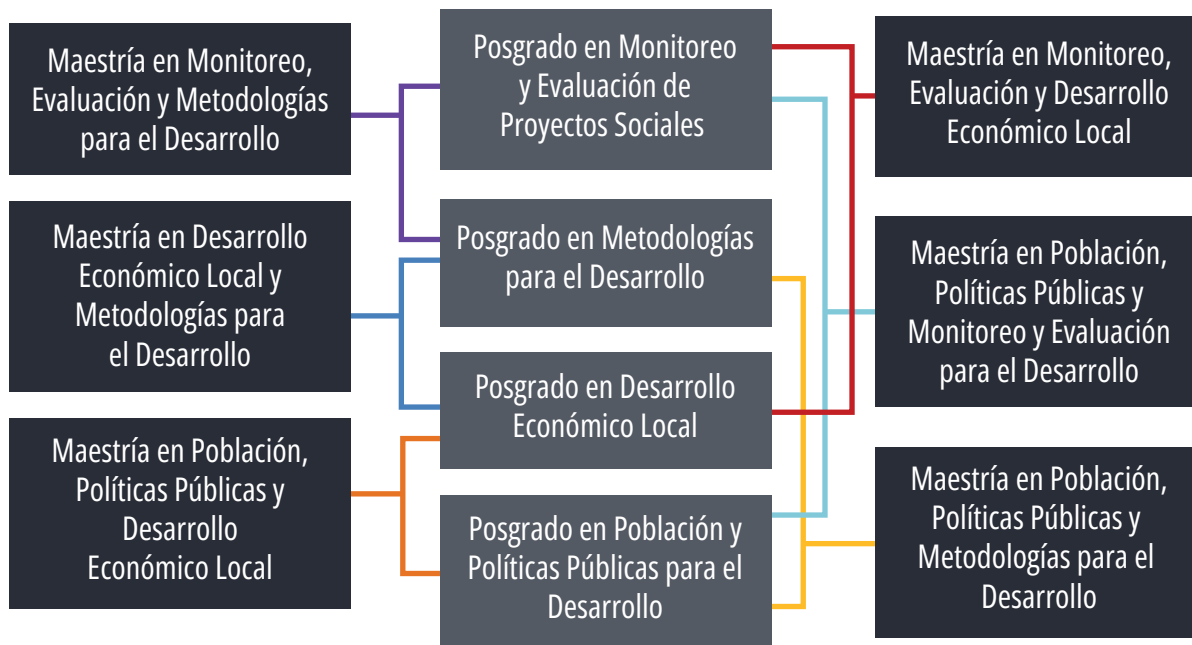 Maestría en Monitoreo,
Evaluación y Metodologías
para el Desarrollo
Maestría en Desarrollo
Económico Local y
Metodologías para
el Desarrollo
Maestría en Población,
Políticas Públicas y
Desarrollo
Económico Local
Posgrado en Monitoreo
y Evaluación de
Proyectos Sociales
Posgrado en Metodologías
para el Desarrollo
Posgrado en Desarrollo
Económico Local
Posgrado en Población y
Políticas Públicas para el
Desarrollo
Maestría en Monitoreo,
Evaluación y Desarrollo
Económico Local
Maestría en Población,
Políticas Públicas y
Monitoreo y Evaluación
para el Desarrollo
Maestría en Población,
Políticas Públicas y
Metodologías para el
Desarrollo